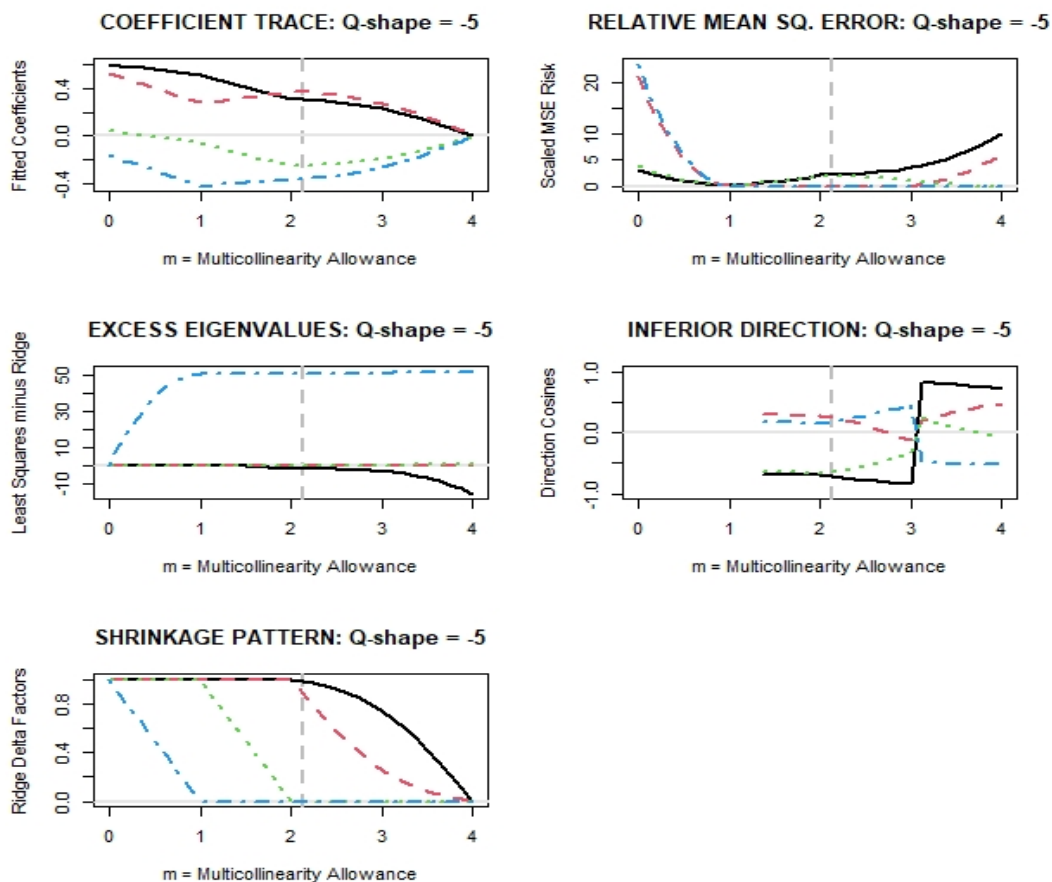 COEFFICIENT TRACE: Q-shape = -5
Fitted Coefficients
-0.4 0.0 0.4
0 1 2 3 4
m = Multicollinearity Allowance
RELATIVE MEAN SQ. ERROR: Q-shape = -5
Scaled MSE Risk
0 5 10 20
0 1 2 3 4
m = Multicollinearity Allowance
EXCESS EIGENVALUES: Q-shape = -5
Least Squares minus Ridge
-10 10 30 50
0 1 2 3 4
m = Multicollinearity Allowance
INFERIOR DIRECTION: Q-shape = -5
Direction Cosines
-1.0 0.0 1.0
0 1 2 3 4
m = Multicollinearity Allowance
SHRINKAGE PATTERN: Q-shape = -5
Ridge Delta Factors
0.0 0.4 0.8
0 1 2 3 4
m = Multicollinearity Allowance